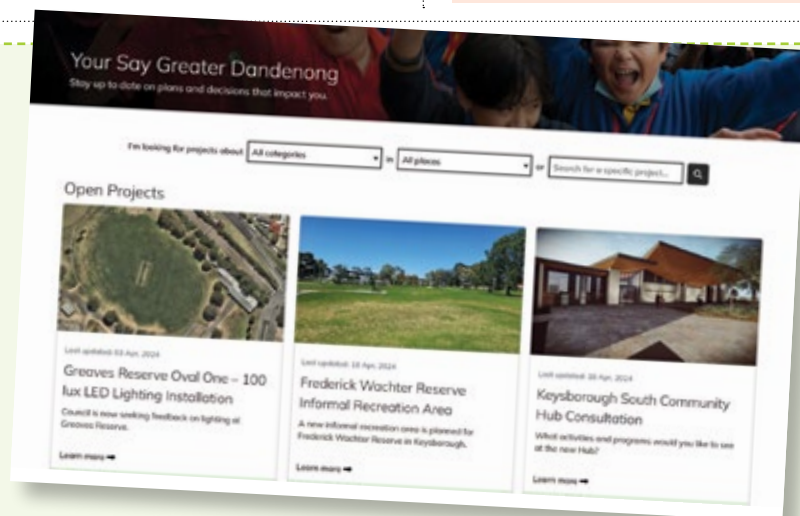 Your Say Greater Dandenong
Stay up to date on plans and decisions that impact you.
I'm looking for projects about All categories in All places or Search for a specific project...
Open Projects
Last updated: 03 Apr, 2024
Greaves Reserve Oval One – 100
lux LED Lighting Installation
Council is now seeking feedback on lighting at
Greaves Reserve.
Learn more ➡
Last updated: 16 Apr, 2024
Frederick Wachter Reserve
Informal Recreation Area
A new informal recreation area is planned for
Frederick Wachter Reserve in Keysborough.
Learn more ➡
Last updated: Apr, 2024
Keysborough South Community
Hub Consultation
What activities and programs would you like to see
at the new Hub?
Learn more ➡